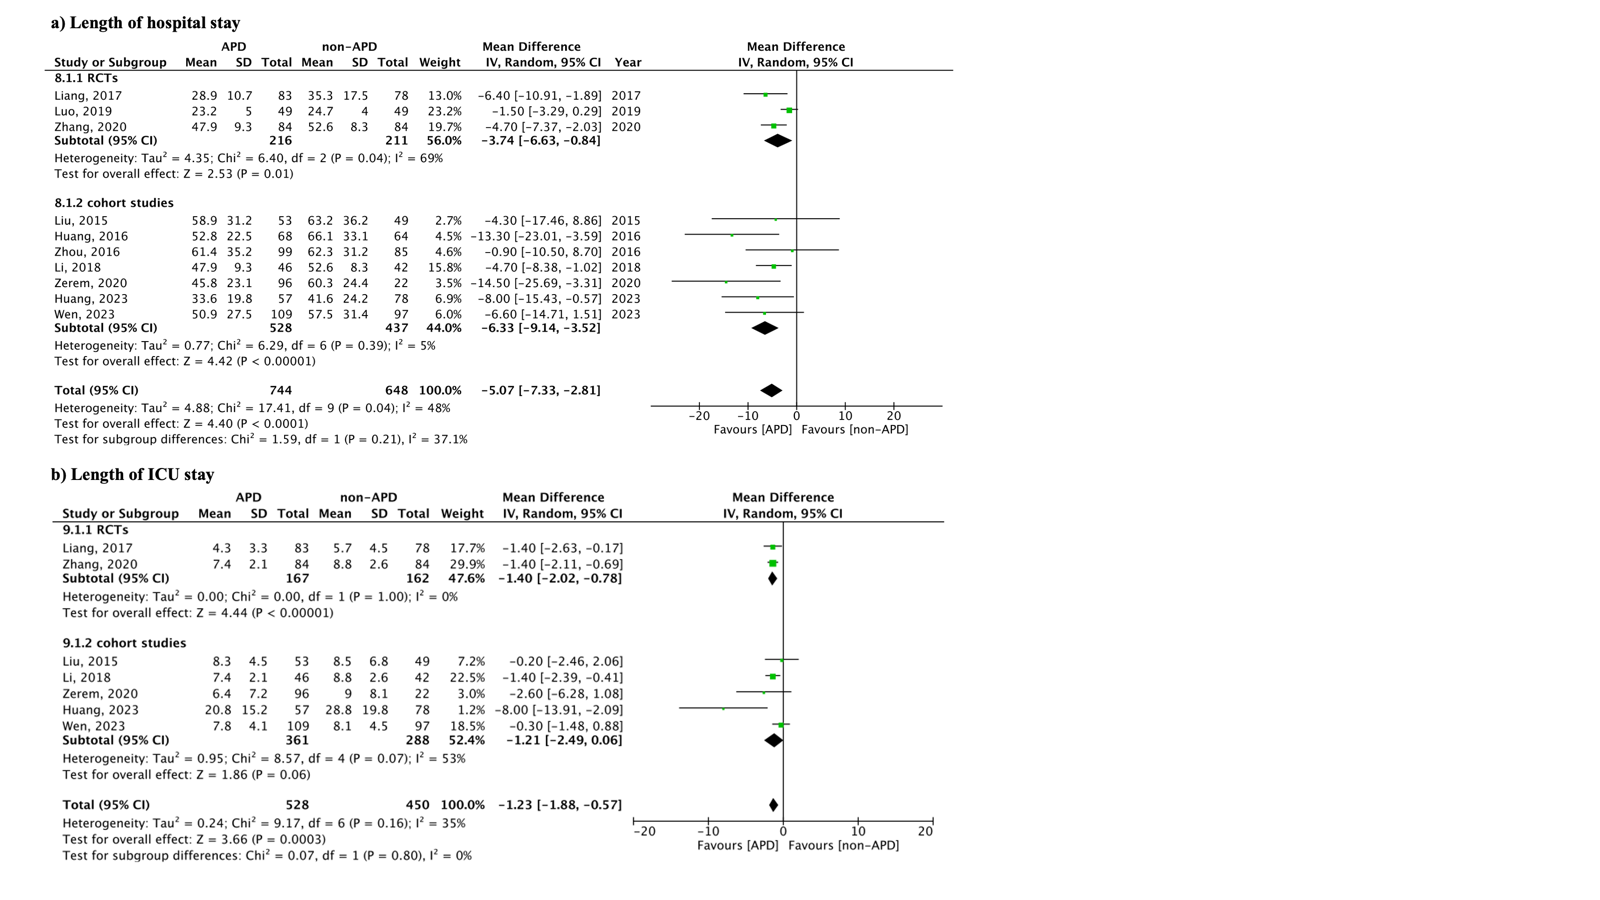 a) Length of hospital stay
APD non-APD Mean Difference Mean Difference
Study or Subgroup Mean SD Total Mean SD Total Weight IV, Random, 95% CI Year IV, Random, 95% CI
8.1.1 RCTs
Liang, 2017 28.9 10.7 83 35.3 17.5 78 13.0% −6.40 [−10.91, −1.89] 2017
Luo, 2019 23.2 5 49 24.7 4 49 23.2% −1.50 [−3.29, 0.29] 2019
Zhang, 2020 47.9 9.3 84 52.6 8.3 84 19.7% −4.70 [−7.37, −2.03] 2020
Subtotal (95% CI) 216 211 56.0% −3.74 [−6.63, −0.84]
Heterogeneity: Tau² = 4.35; Chi² = 6.40, df = 2 (P = 0.04); I² = 69%
Test for overall effect: Z = 2.53 (P = 0.01)
8.1.2 cohort studies
Liu, 2015 58.9 31.2 53 63.2 36.2 49 2.7% −4.30 [−17.46, 8.86] 2015
Huang, 2016 52.8 22.5 68 66.1 33.1 64 4.5% −13.30 [−23.01, −3.59] 2016
Zhou, 2016 61.4 35.2 99 62.3 31.2 85 4.6% −0.90 [−10.50, 8.70] 2016
Li, 2018 47.9 9.3 46 52.6 8.3 42 15.8% −4.70 [−8.38, −1.02] 2018
Zerem, 2020 45.8 23.1 96 60.3 24.4 22 3.5% −14.50 [−25.69, −3.31] 2020
Huang, 2023 33.6 19.8 57 41.6 24.2 78 6.9% −8.00 [−15.43, −0.57] 2023
Wen, 2023 50.9 27.5 109 57.5 31.4 97 6.0% −6.60 [−14.71, 1.51] 2023
Subtotal (95% CI) 528 437 44.0% −6.33 [−9.14, −3.52]
Heterogeneity: Tau² = 0.77; Chi² = 6.29, df = 6 (P = 0.39); I² = 5%
Test for overall effect: Z = 4.42 (P < 0.00001)
Total (95% CI) 744 648 100.0% −5.07 [−7.33, −2.81]
Heterogeneity: Tau² = 4.88; Chi² = 17.41, df = 9 (P = 0.04); I² = 48%
Test for overall effect: Z = 4.40 (P < 0.0001)
Test for subgroup differences: Chi² = 1.59, df = 1 (P = 0.21), I² = 37.1%
−20 −10 0 10 20
Favours [APD] Favours [non-APD]
b) Length of ICU stay
APD non-APD Mean Difference Mean Difference
Study or Subgroup Mean SD Total Mean SD Total Weight IV, Random, 95% CI IV, Random, 95% CI
9.1.1 RCTs
Liang, 2017 4.3 3.3 83 5.7 4.5 78 17.7% −1.40 [−2.63, −0.17]
Zhang, 2020 7.4 2.1 84 8.8 2.6 84 29.9% −1.40 [−2.11, −0.69]
Subtotal (95% CI) 167 162 47.6% −1.40 [−2.02, −0.78]
Heterogeneity: Tau² = 0.00; Chi² = 0.00, df = 1 (P = 1.00); I² = 0%
Test for overall effect: Z = 4.44 (P < 0.00001)
9.1.2 cohort studies
Liu, 2015 8.3 4.5 53 8.5 6.8 49 7.2% −0.20 [−2.46, 2.06]
Li, 2018 7.4 2.1 46 8.8 2.6 42 22.5% −1.40 [−2.39, −0.41]
Zerem, 2020 6.4 7.2 96 9 8.1 22 3.0% −2.60 [−6.28, 1.08]
Huang, 2023 20.8 15.2 57 28.8 19.8 78 1.2% −8.00 [−13.91, −2.09]
Wen, 2023 7.8 4.1 109 8.1 4.5 97 18.5% −0.30 [−1.48, 0.88]
Subtotal (95% CI) 361 288 52.4% −1.21 [−2.49, 0.06]
Heterogeneity: Tau² = 0.95; Chi² = 8.57, df = 4 (P = 0.07); I² = 53%
Test for overall effect: Z = 1.86 (P = 0.06)
Total (95% CI) 528 450 100.0% −1.23 [−1.88, −0.57]
Heterogeneity: Tau² = 0.24; Chi² = 9.17, df = 6 (P = 0.16); I² = 35%
Test for overall effect: Z = 3.66 (P = 0.0003)
Test for subgroup differences: Chi² = 0.07, df = 1 (P = 0.80), I² = 0%
−20 −10 0 10 20
Favours [APD] Favours [non-APD]